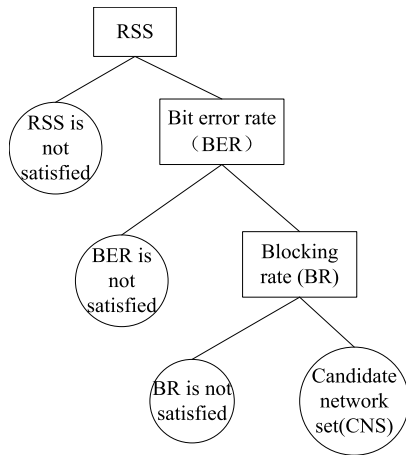 RSS
RSS is
not
satisfied
Bit error rate
（BER）
BER is
not
satisfied
Blocking
rate (BR)
BR is not
satisfied
Candidate
network
set(CNS)